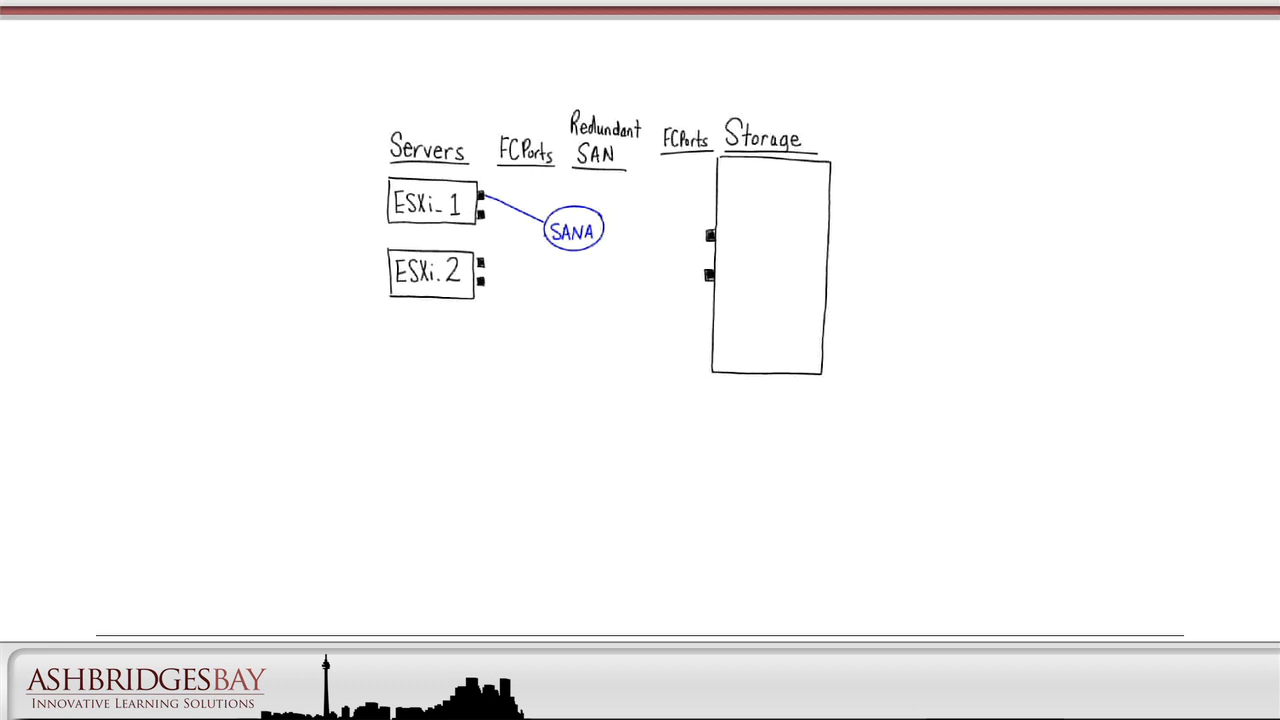 Servers
FCPorts
Redundant
SAN
FCPorts
Storage
ESXi_1
SANA
ESXi.2
ASHBRIDGESBAY
INNOVATIVE LEARNING SOLUTIONS